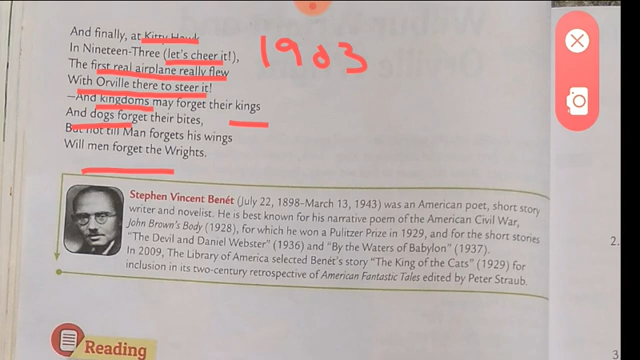 And finally, at Kitty Hawk
In Nineteen-Three (let's cheer it!),
1903
The first real airplane really flew
With Orville there to steer it!
—And kingdoms may forget their kings
And dogs forget their bites,
But not till Man forgets his wings
Will men forget the Wrights.
Stephen Vincent Benét (July 22, 1898–March 13, 1943) was an American poet, short story
writer and novelist. He is best known for his narrative poem of the American Civil War,
John Brown's Body (1928), for which he won a Pulitzer Prize in 1929, and for the short stories
"The Devil and Daniel Webster" (1936) and "By the Waters of Babylon" (1937).
In 2009, The Library of America selected Benét's story "The King of the Cats" (1929) for
inclusion in its two-century retrospective of American Fantastic Tales edited by Peter Straub.
2.
Reading
3